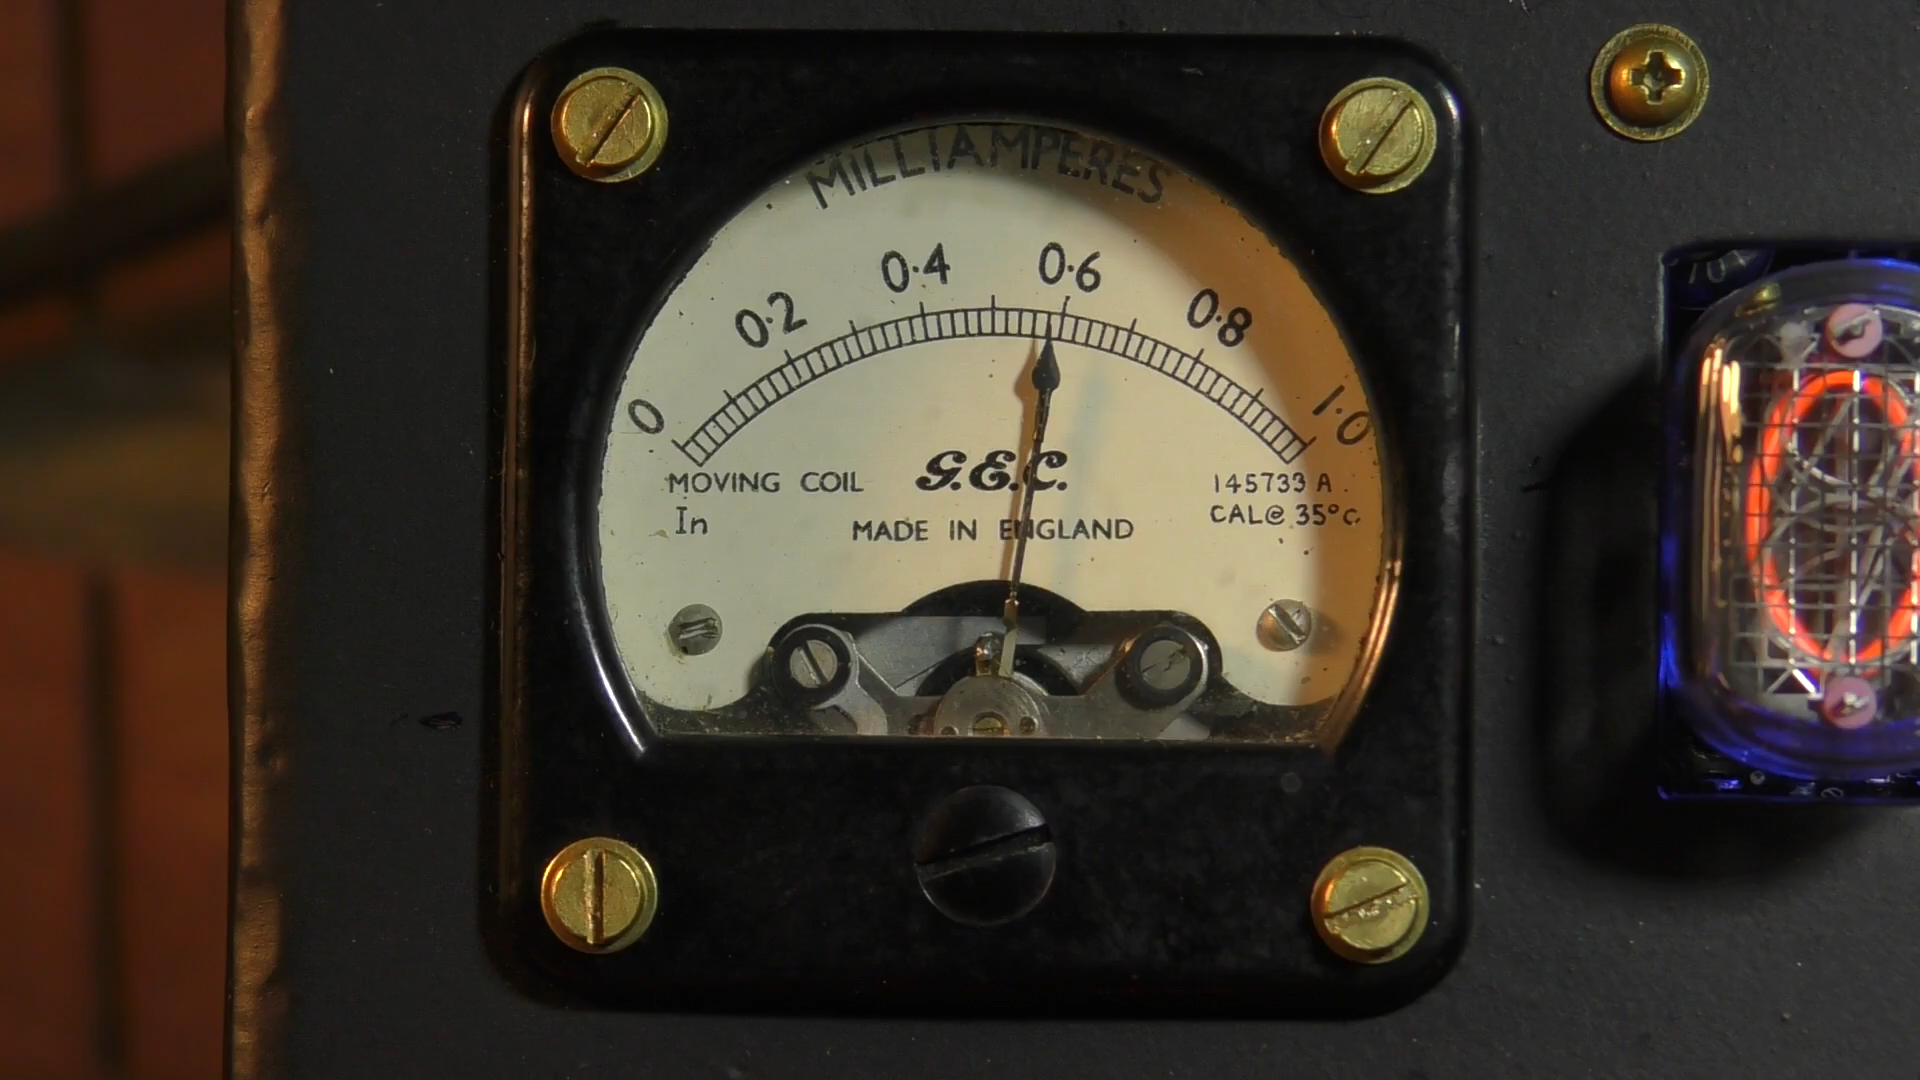 MILLIAMPERES
0 0·2 0·4 0·6 0·8 1·0
MOVING COIL G.E.C. 145733 A.
In MADE IN ENGLAND CAL@ 35°C